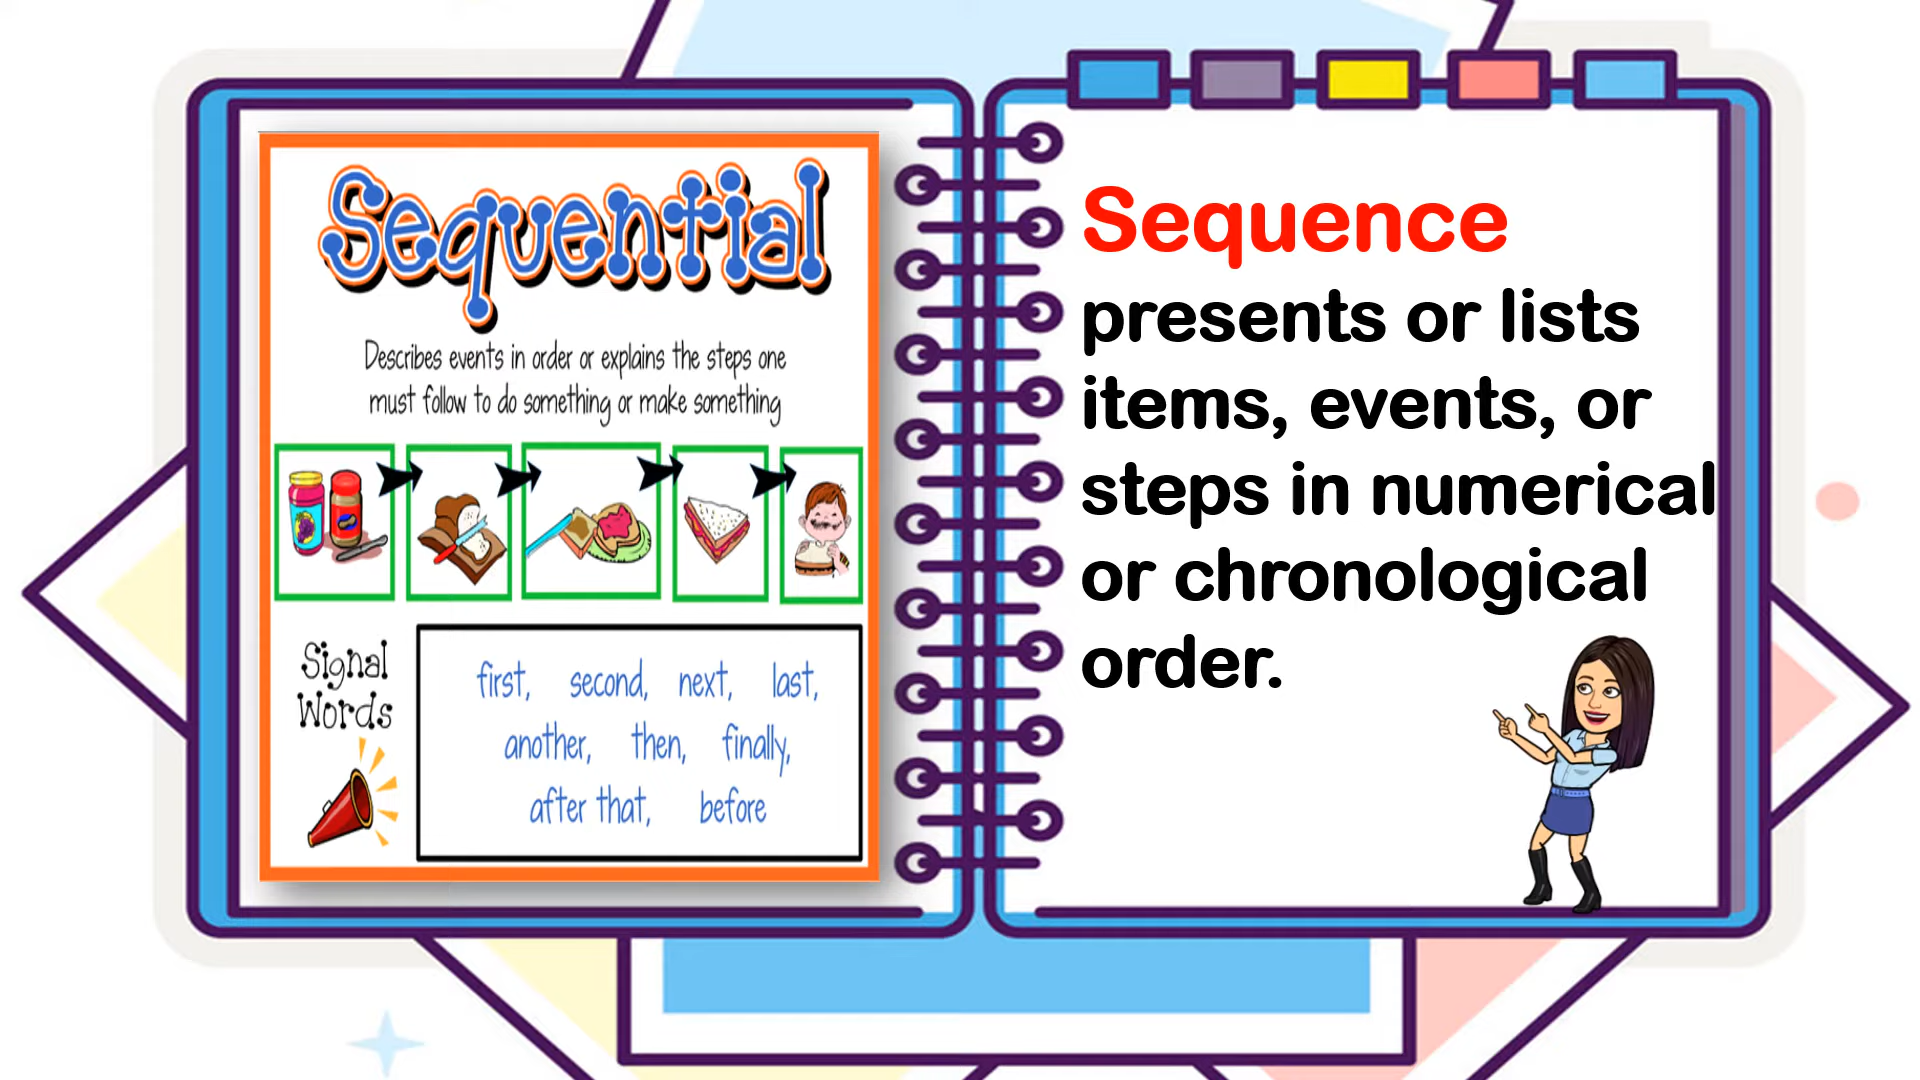 Sequential
Describes events in order or explains the steps one
must follow to do something or make something
Signal
Words
first, second, next, last,
another, then, finally,
after that, before
Sequence
presents or lists
items, events, or
steps in numerical
or chronological
order.